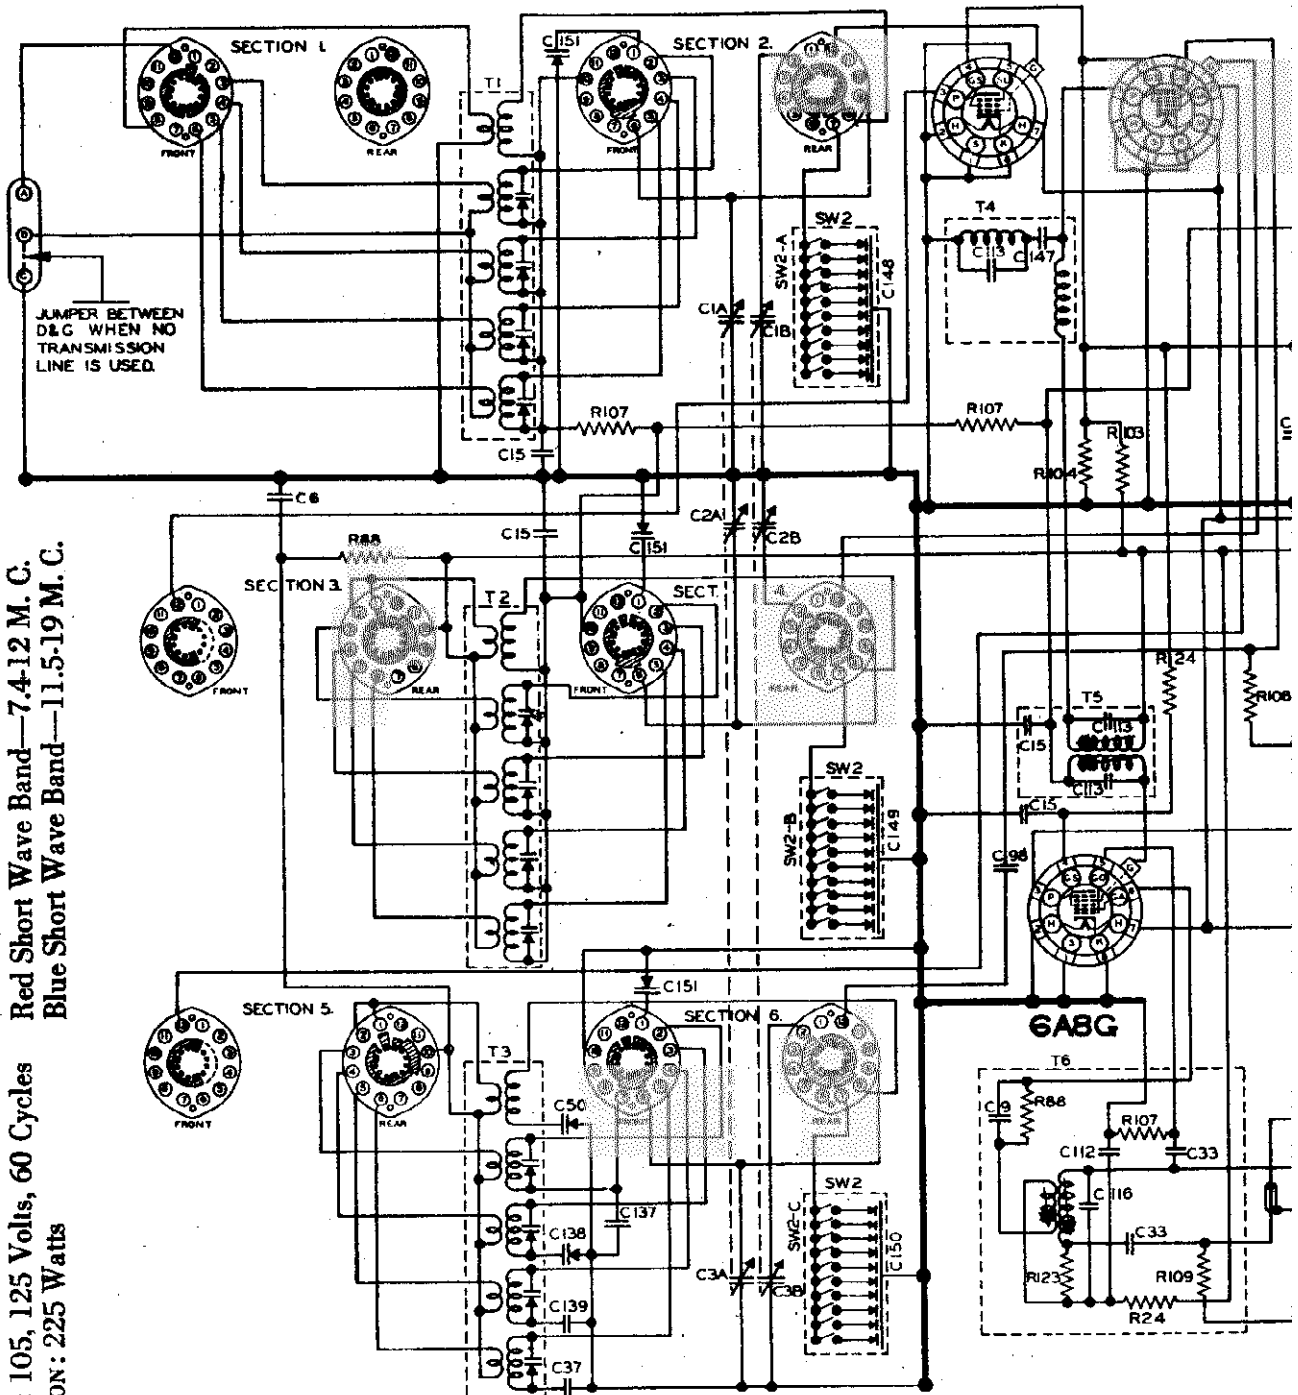 SECTION 1.
FRONT
REAR
T1
C151
SECTION 2.
FRONT
REAR
A
D
G
JUMPER BETWEEN
D&G WHEN NO
TRANSMISSION
LINE IS USED.
SW2
SW2-A
C148
C1A
C1B
T4
C113
C147
R107
R107
R103
R104
C15
C6
C15
C151
C2A
C2B
R88
SECTION 3.
FRONT
REAR
T2
SECT.
FRONT
REAR
SW2
SW2-B
C149
R124
R108
T5
C15
C113
C113
C15
C98
6A8G
C151
SECTION 5.
FRONT
REAR
T3
SECTION 6.
REAR
C50
C137
C138
C139
C37
C3A
C3B
SW2
SW2-C
C150
T6
C19
R88
R107
C112
C33
C116
C33
R123
R109
R24
Red Short Wave Band—7.4-12 M. C.
Blue Short Wave Band—11.5-19 M. C.
105, 125 Volts, 60 Cycles
ON: 225 Watts